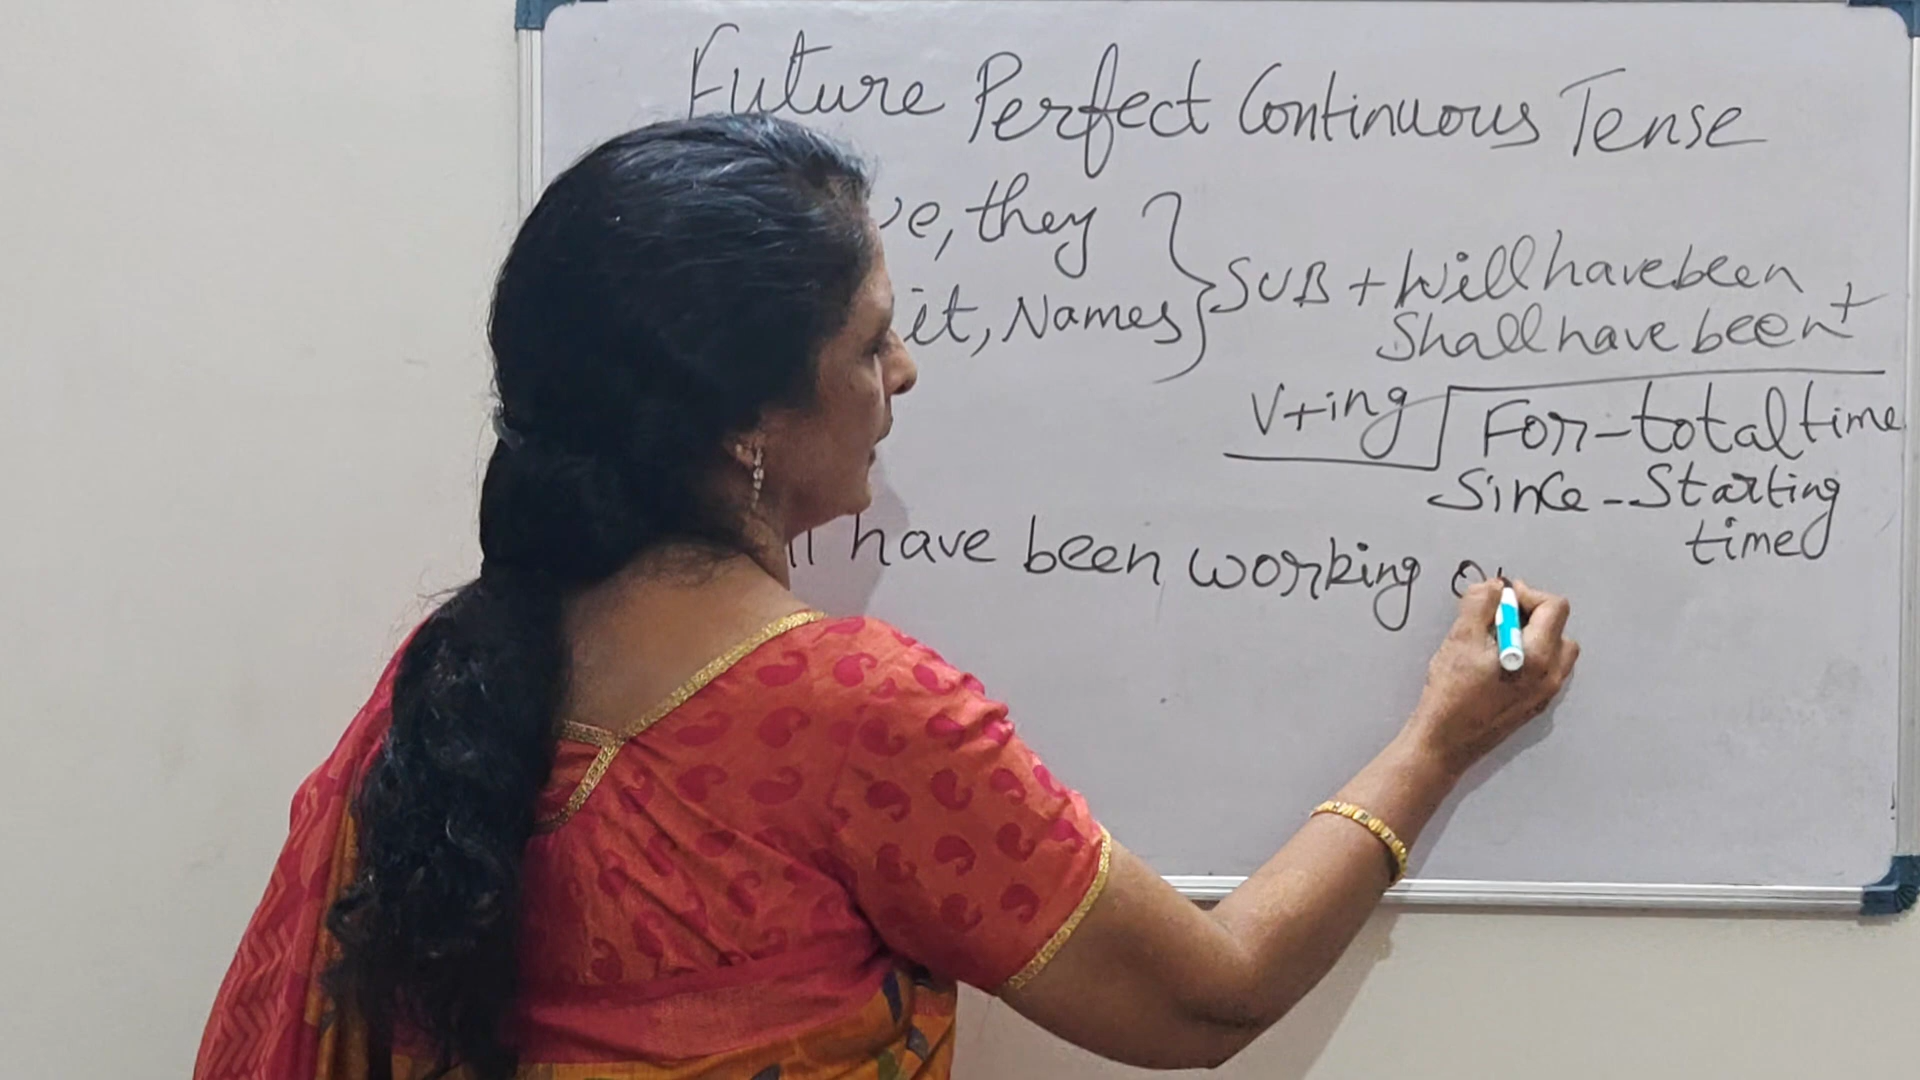 Future Perfect Continuous Tense
they
it, Names } SUB + Will have been
Shall have been +
V+ing For - total time
Since - Starting
time
have been working